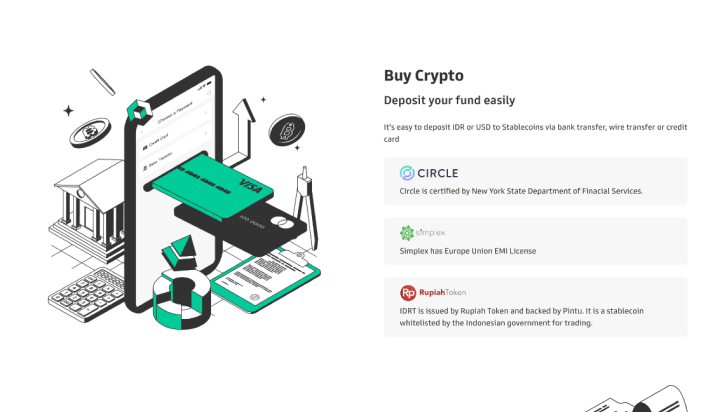 Buy Crypto
Deposit your fund easily
It's easy to deposit IDR or USD to Stablecoins via bank transfer, wire transfer or credit
card
CIRCLE
Circle is certified by New York State Department of FInacial Services.
simplex
Simplex has Europe Union EMI License
Rp RupiahToken
IDRT is issued by Rupiah Token and backed by Pintu. It is a stablecoin
whitelisted by the Indonesian government for trading.
Choose a Payment
Credit Card
Bank Transfer
VISA